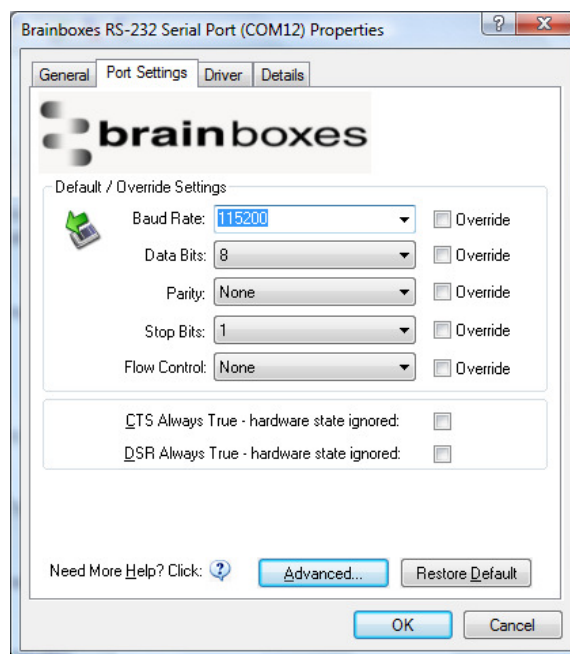 Brainboxes RS-232 Serial Port (COM12) Properties
General Port Settings Driver Details
brainboxes
Default / Override Settings
Baud Rate: 115200 Override
Data Bits: 8 Override
Parity: None Override
Stop Bits: 1 Override
Flow Control: None Override
CTS Always True - hardware state ignored:
DSR Always True - hardware state ignored:
Need More Help? Click: Advanced... Restore Default
OK Cancel